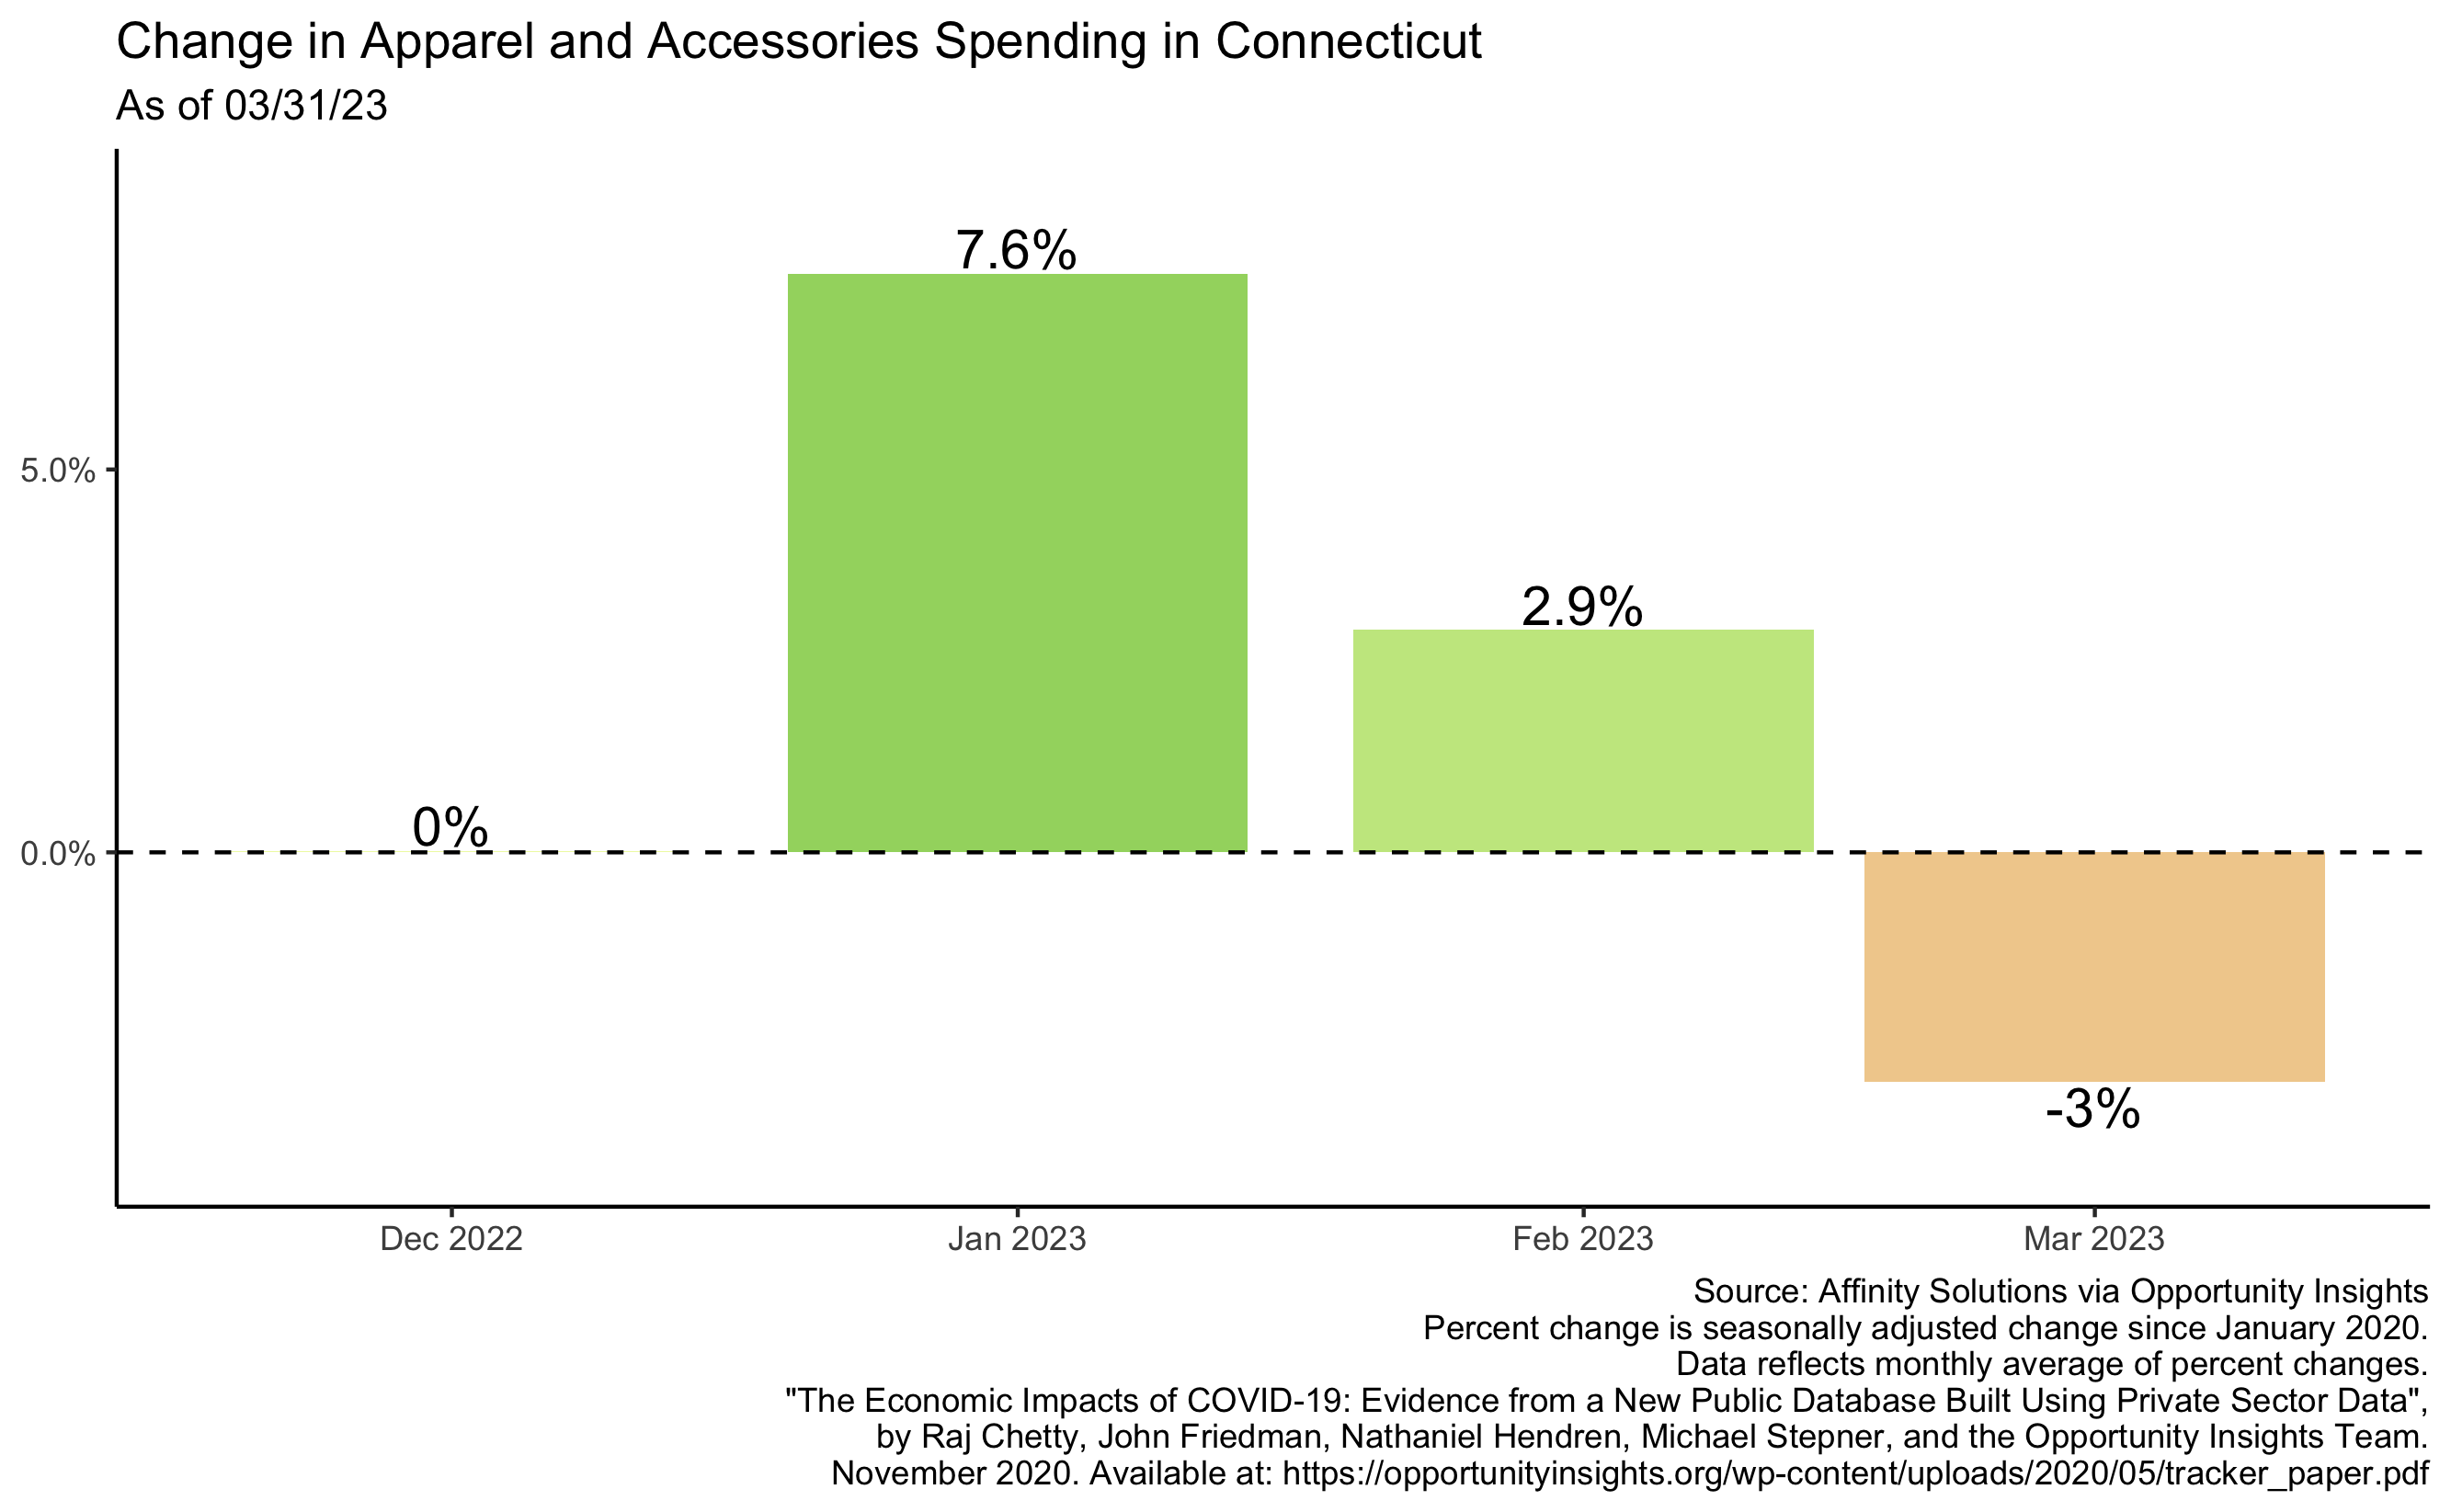 Change in Apparel and Accessories Spending in Connecticut
As of 03/31/23
7.6%
5.0%
2.9%
0%
0.0%
-3%
Dec 2022
Jan 2023
Feb 2023
Mar 2023
Source: Affinity Solutions via Opportunity Insights
Percent change is seasonally adjusted change since January 2020.
Data reflects monthly average of percent changes.
"The Economic Impacts of COVID-19: Evidence from a New Public Database Built Using Private Sector Data",
by Raj Chetty, John Friedman, Nathaniel Hendren, Michael Stepner, and the Opportunity Insights Team.
November 2020. Available at: https://opportunityinsights.org/wp-content/uploads/2020/05/tracker_paper.pdf